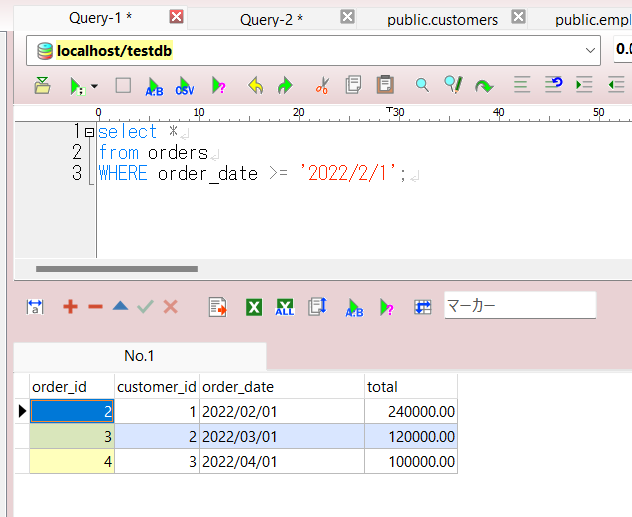 Query-1 * Query-2 * public.customers public.empl
localhost/testdb 0.0
A:B CSV ?
0 10 20 30 40 50
1 select *
2 from orders
3 WHERE order_date >= '2022/2/1';
a ALL A:B ? マーカー
No.1
order_id customer_id order_date total
2 1 2022/02/01 240000.00
3 2 2022/03/01 120000.00
4 3 2022/04/01 100000.00